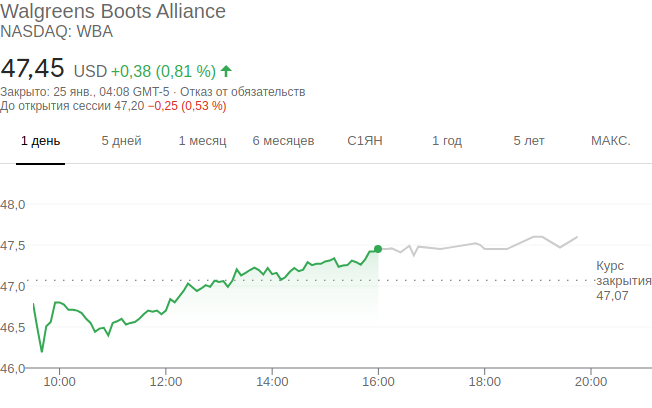 Walgreens Boots Alliance
NASDAQ: WBA
47,45 USD +0,38 (0,81 %)
Закрыто: 25 янв., 04:08 GMT-5 · Отказ от обязательств
До открытия сессии 47,20 −0,25 (0,53 %)
1 день 5 дней 1 месяц 6 месяцев С1ЯН 1 год 5 лет МАКС.
48,0
47,5
47,0
46,5
46,0
Курс
закрытия
47,07
10:00 12:00 14:00 16:00 18:00 20:00